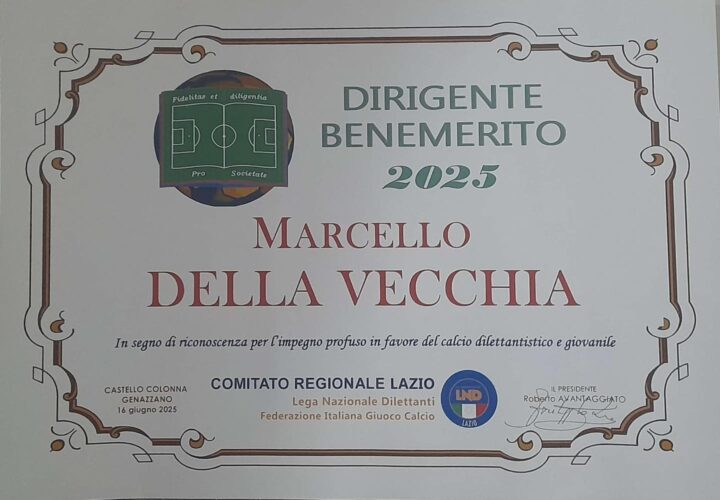 Fidelitas et diligentia
Pro Societate
DIRIGENTE
BENEMERITO
2025
MARCELLO
DELLA VECCHIA
In segno di riconoscenza per l'impegno profuso in favore del calcio dilettantistico e giovanile
CASTELLO COLONNA
GENAZZANO
16 giugno 2025
COMITATO REGIONALE LAZIO
Lega Nazionale Dilettanti
Federazione Italiana Giuoco Calcio
LND
LAZIO
IL PRESIDENTE
Roberto AVANTAGGIATO